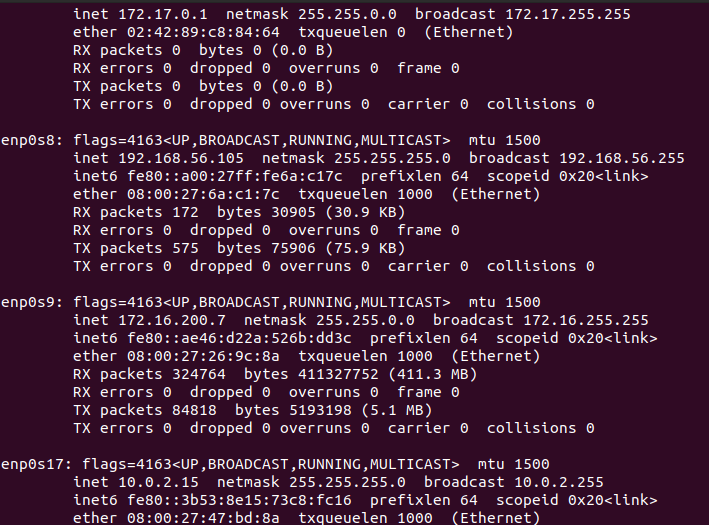 inet 172.17.0.1  netmask 255.255.0.0  broadcast 172.17.255.255
ether 02:42:89:c8:84:64  txqueuelen 0  (Ethernet)
RX packets 0  bytes 0 (0.0 B)
RX errors 0  dropped 0  overruns 0  frame 0
TX packets 0  bytes 0 (0.0 B)
TX errors 0  dropped 0 overruns 0  carrier 0  collisions 0
enp0s8: flags=4163<UP,BROADCAST,RUNNING,MULTICAST>  mtu 1500
inet 192.168.56.105  netmask 255.255.255.0  broadcast 192.168.56.255
inet6 fe80::a00:27ff:fe6a:c17c  prefixlen 64  scopeid 0x20<link>
ether 08:00:27:6a:c1:7c  txqueuelen 1000  (Ethernet)
RX packets 172  bytes 30905 (30.9 KB)
RX errors 0  dropped 0  overruns 0  frame 0
TX packets 575  bytes 75906 (75.9 KB)
TX errors 0  dropped 0 overruns 0  carrier 0  collisions 0
enp0s9: flags=4163<UP,BROADCAST,RUNNING,MULTICAST>  mtu 1500
inet 172.16.200.7  netmask 255.255.0.0  broadcast 172.16.255.255
inet6 fe80::ae46:d22a:526b:dd3c  prefixlen 64  scopeid 0x20<link>
ether 08:00:27:26:9c:8a  txqueuelen 1000  (Ethernet)
RX packets 324764  bytes 411327752 (411.3 MB)
RX errors 0  dropped 0  overruns 0  frame 0
TX packets 84818  bytes 5193198 (5.1 MB)
TX errors 0  dropped 0 overruns 0  carrier 0  collisions 0
enp0s17: flags=4163<UP,BROADCAST,RUNNING,MULTICAST>  mtu 1500
inet 10.0.2.15  netmask 255.255.255.0  broadcast 10.0.2.255
inet6 fe80::3b53:8e15:73c8:fc16  prefixlen 64  scopeid 0x20<link>
ether 08:00:27:47:bd:8a  txqueuelen 1000  (Ethernet)